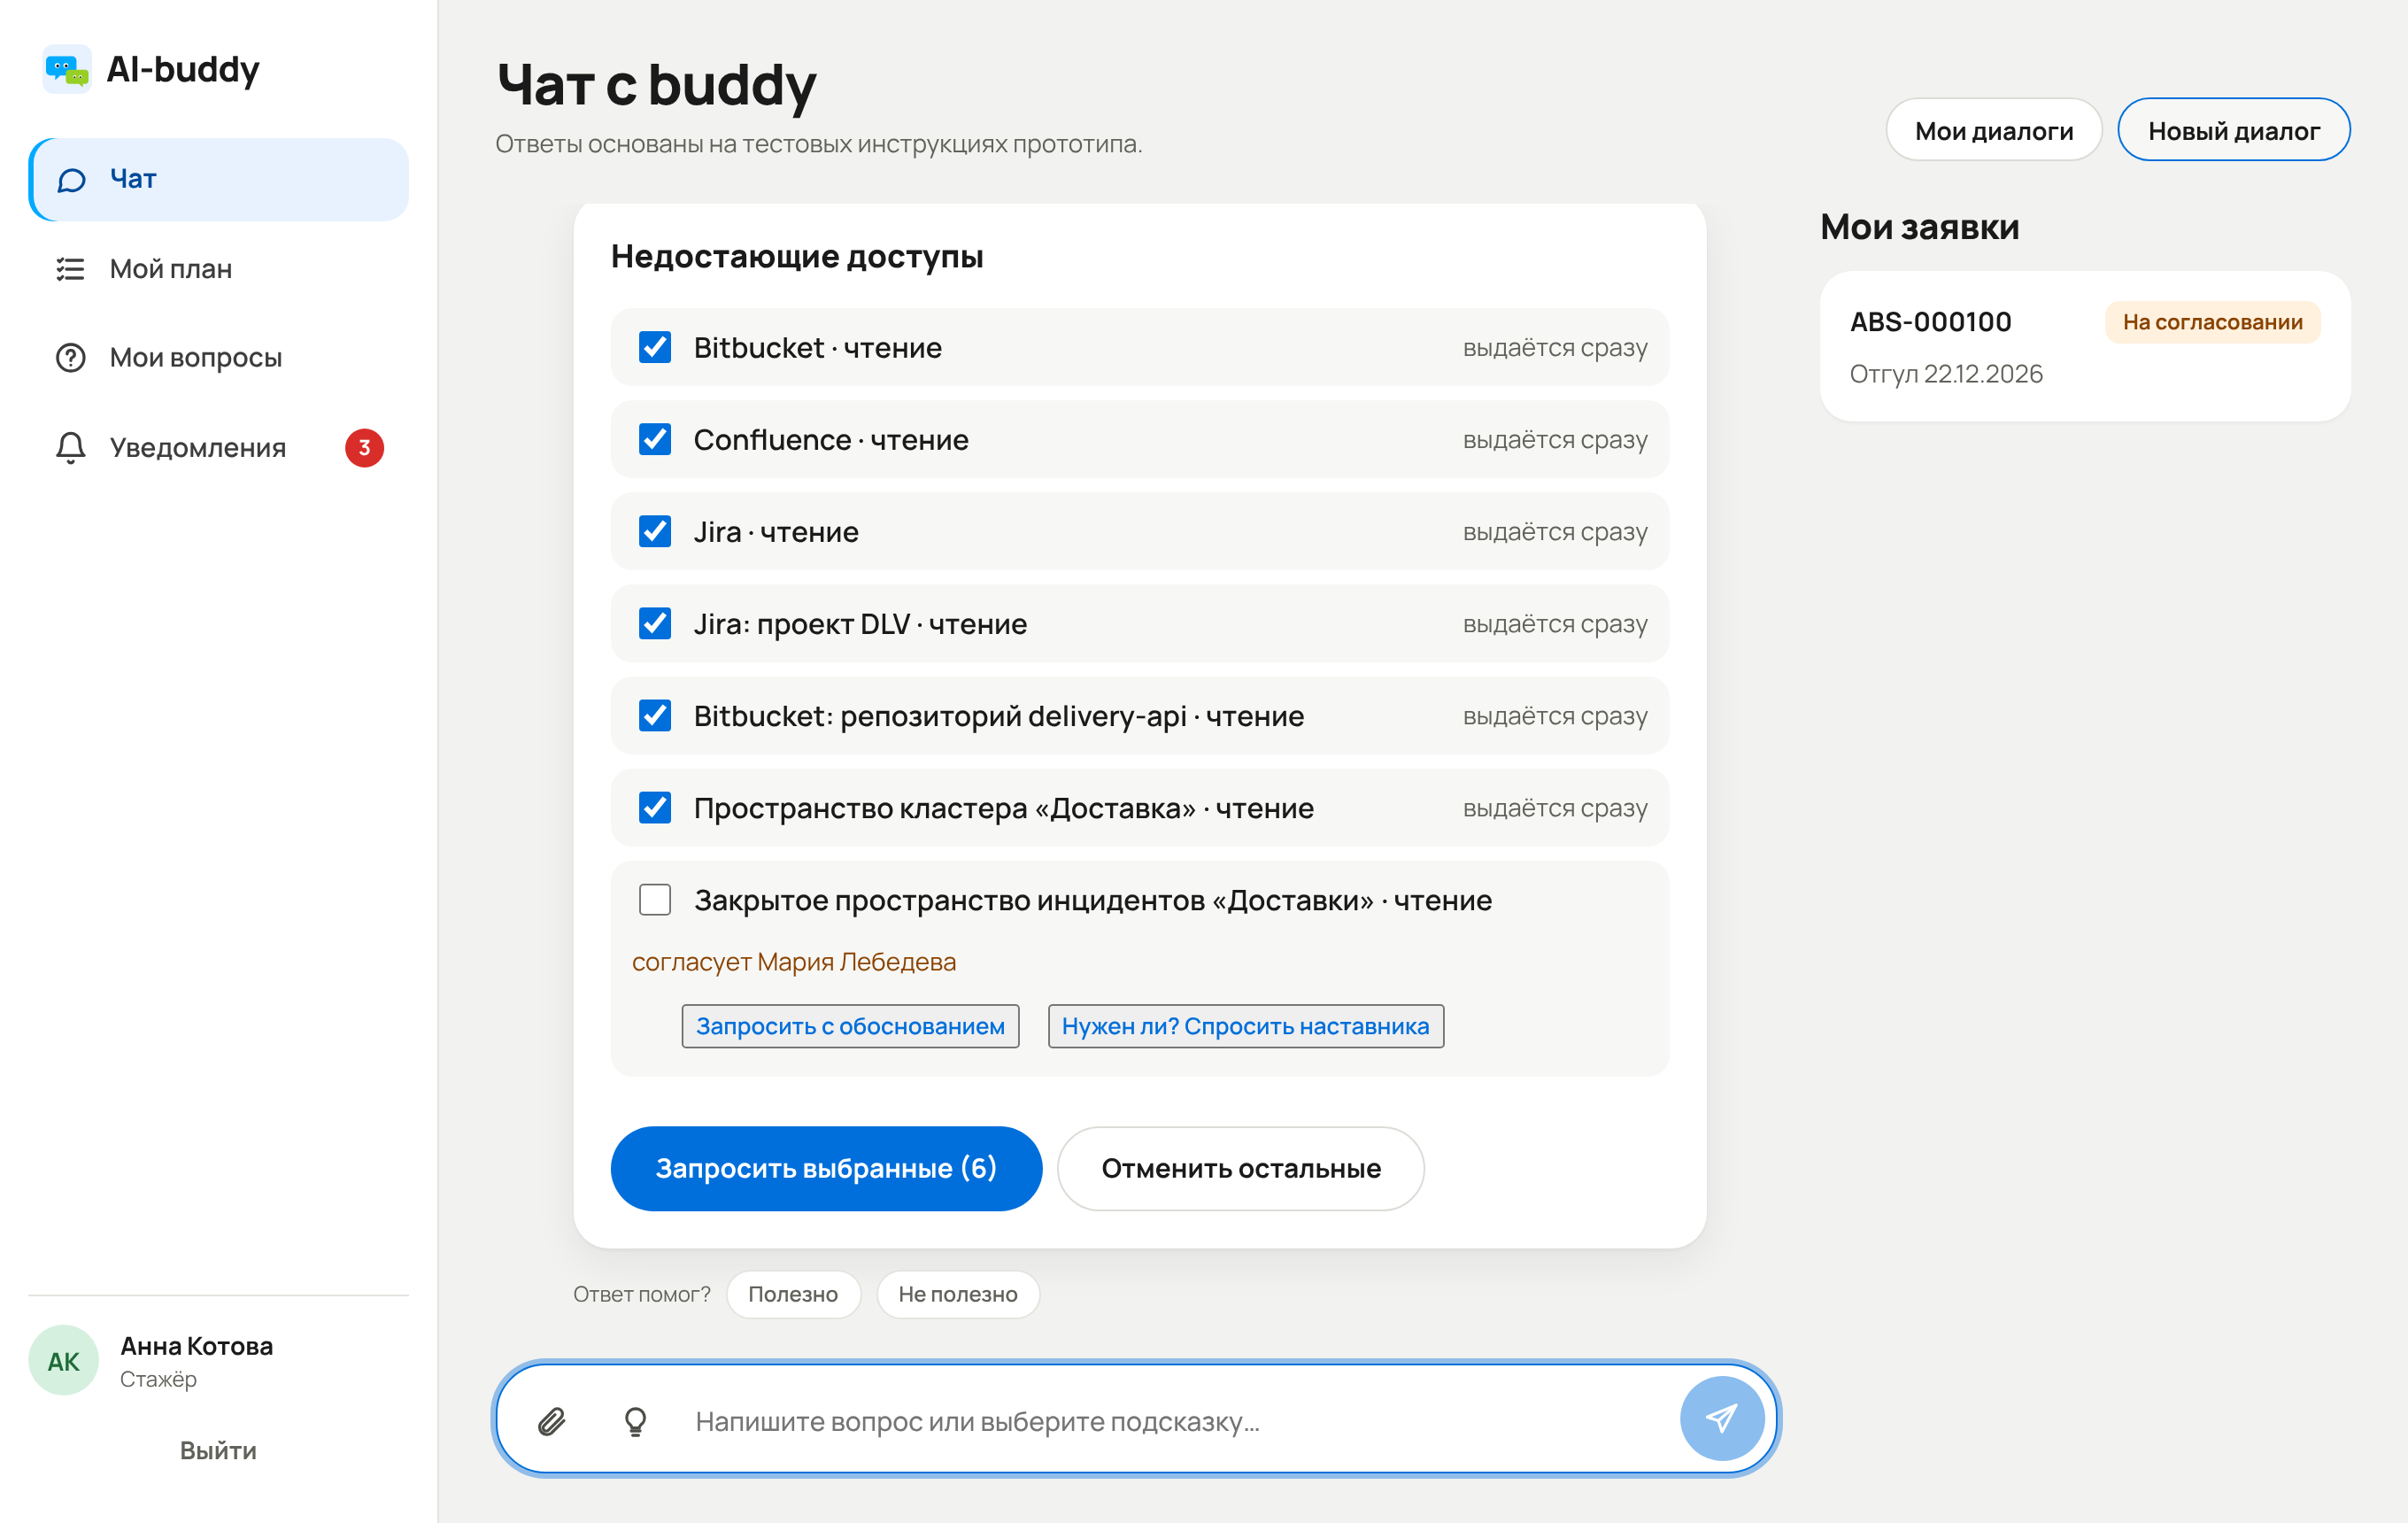 AI-buddy
Чат
Мой план
Мои вопросы
Уведомления 3
Анна Котова
АК
Стажёр
Выйти
Чат с buddy
Ответы основаны на тестовых инструкциях прототипа.
Мои диалоги
Новый диалог
Недостающие доступы
Bitbucket · чтение выдаётся сразу
Confluence · чтение выдаётся сразу
Jira · чтение выдаётся сразу
Jira: проект DLV · чтение выдаётся сразу
Bitbucket: репозиторий delivery-api · чтение выдаётся сразу
Пространство кластера «Доставка» · чтение выдаётся сразу
Закрытое пространство инцидентов «Доставки» · чтение
согласует Мария Лебедева
Запросить с обоснованием
Нужен ли? Спросить наставника
Запросить выбранные (6)
Отменить остальные
Ответ помог?
Полезно
Не полезно
Напишите вопрос или выберите подсказку...
Мои заявки
ABS-000100 На согласовании
Отгул 22.12.2026